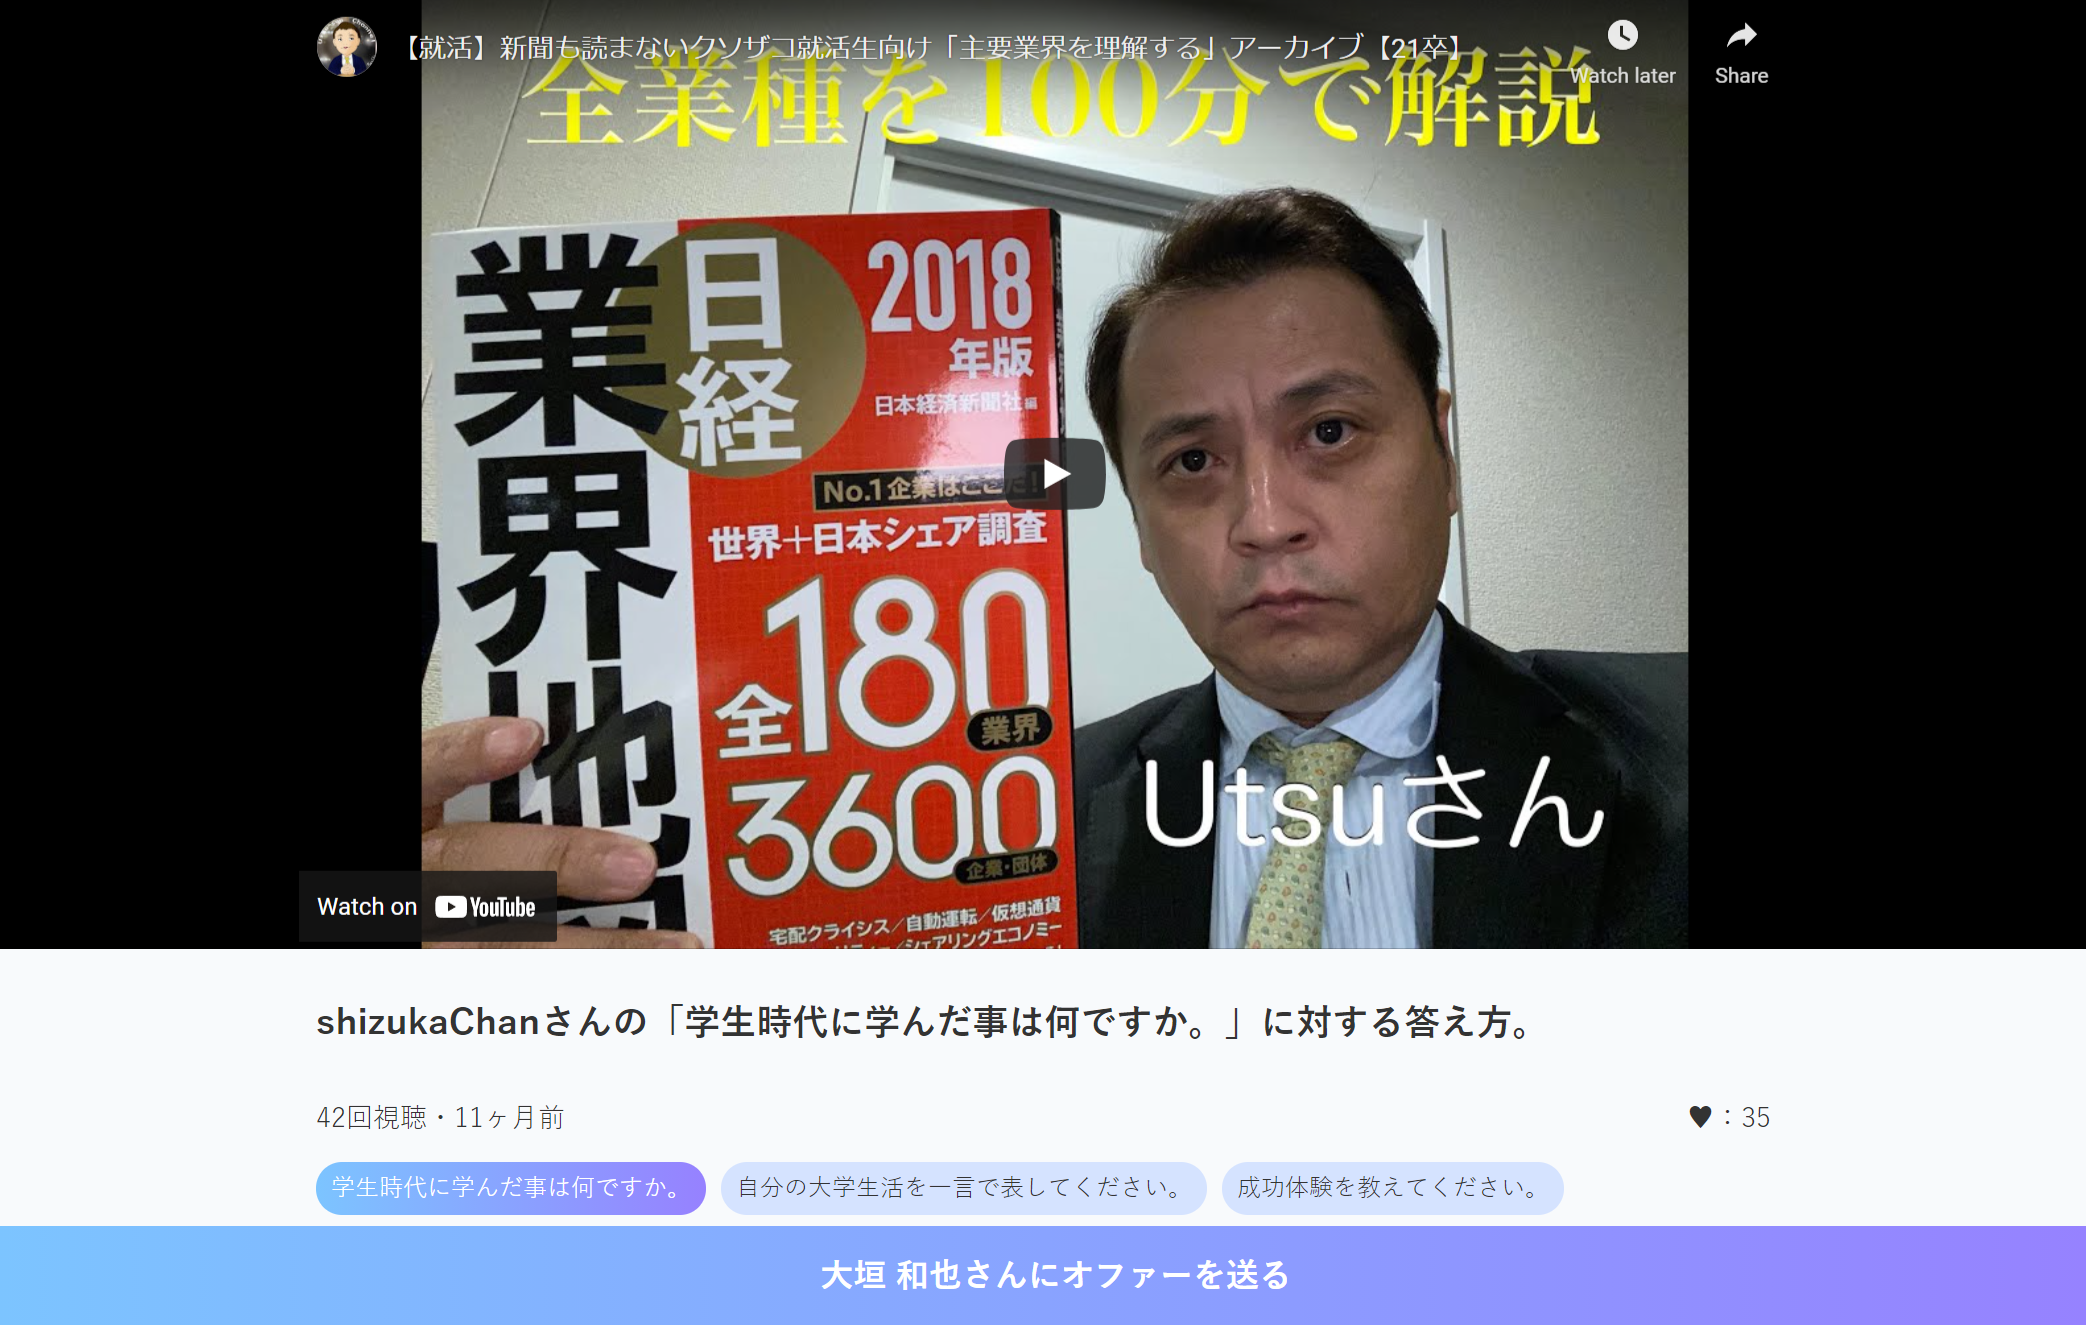 【就活】新聞も読まないクソザコ就活生向け「主要業界を理解する」アーカイブ【21卒】
Watch later
Share
全業種を100分で解説
業界地図
日経
2018
年版
日本経済新聞社 編
No.1企業はここだ!
世界+日本シェア調査
全180
業界
3600
企業・団体
宅配クライシス/自動運転/仮想通貨
/シェアリングエコノミー
Utsuさん
Watch on YouTube
shizukaChanさんの「学生時代に学んだ事は何ですか。」に対する答え方。
42回視聴・11ヶ月前
♥:35
学生時代に学んだ事は何ですか。
自分の大学生活を一言で表してください。
成功体験を教えてください。
大垣 和也さんにオファーを送る